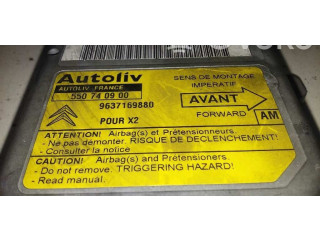 Autoliv
AUTOLIV-FRANCE
550 74 09 00
9637169880
POUR X2
SENS DE MONTAGE
IMPERATIF
AVANT
FORWARD
AM
ATTENTION! Airbag(s) et Prétensionneurs.
- Ne pas demonter. RISQUE DE DECLENCHEMENT!
- Consulter la notice
CAUTION! Airbag(s) and Pretensioners.
- Do not remove. TRIGGERING HAZARD!
- Read manual.